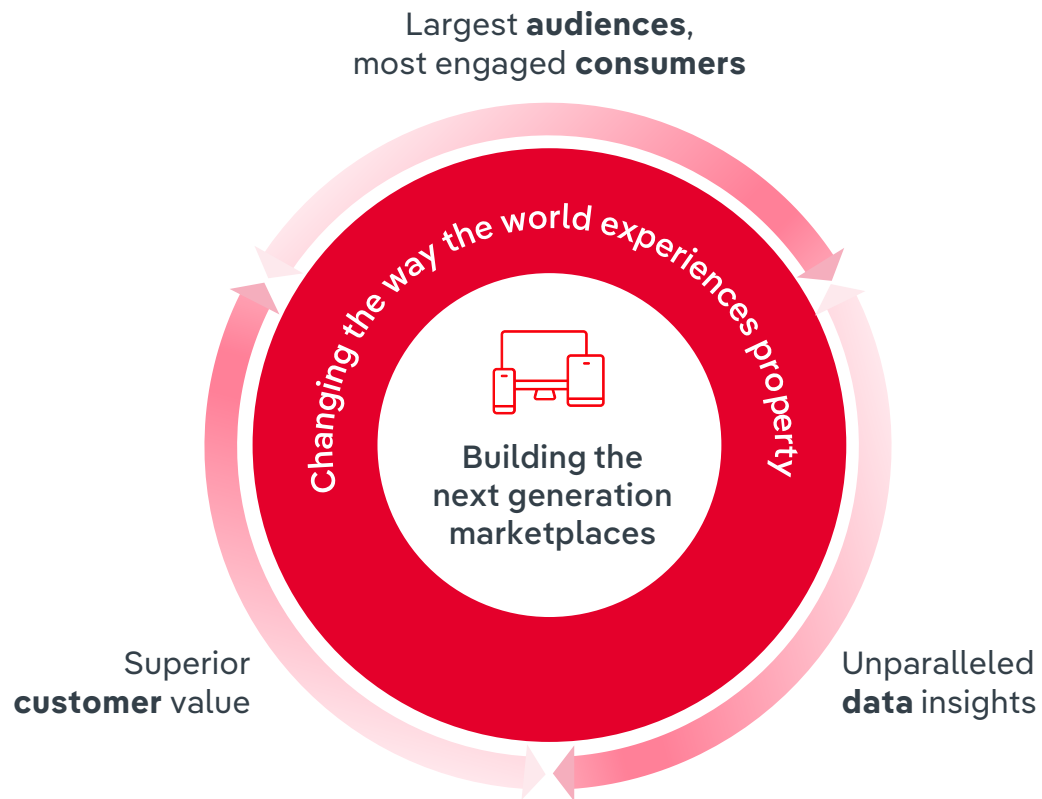 Largest audiences,
most engaged consumers
Changing the way the world experiences property
Building the
next generation
marketplaces
Superior
customer value
Unparalleled
data insights